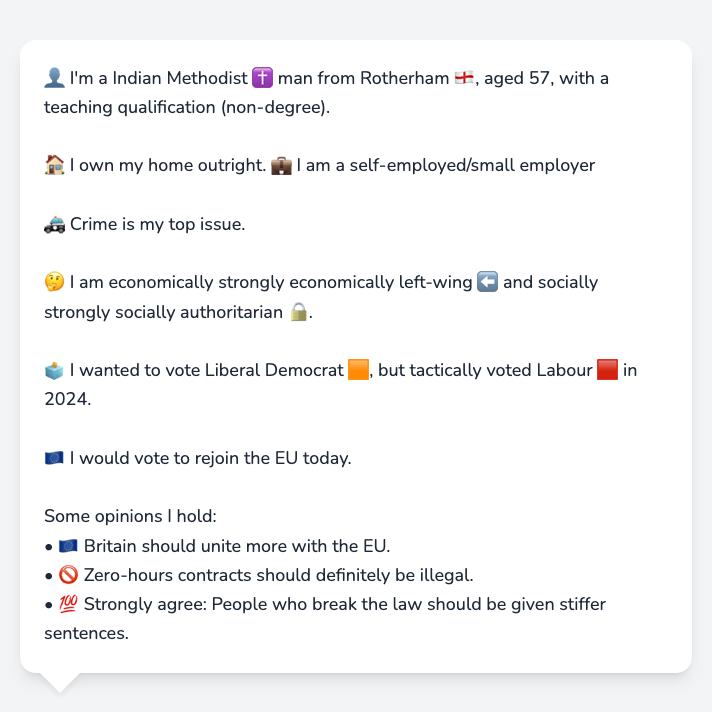 👤 I'm a Indian Methodist ✝️ man from Rotherham 🏴󠁧󠁢󠁥󠁮󠁧󠁿, aged 57, with a
teaching qualification (non-degree).
🏠 I own my home outright. 💼 I am a self-employed/small employer
🚓 Crime is my top issue.
🤔 I am economically strongly economically left-wing ⬅️ and socially
strongly socially authoritarian 🔒.
🗳️ I wanted to vote Liberal Democrat 🟧, but tactically voted Labour 🟥 in
2024.
🇪🇺 I would vote to rejoin the EU today.
Some opinions I hold:
• 🇪🇺 Britain should unite more with the EU.
• 🚫 Zero-hours contracts should definitely be illegal.
• 💯 Strongly agree: People who break the law should be given stiffer
sentences.